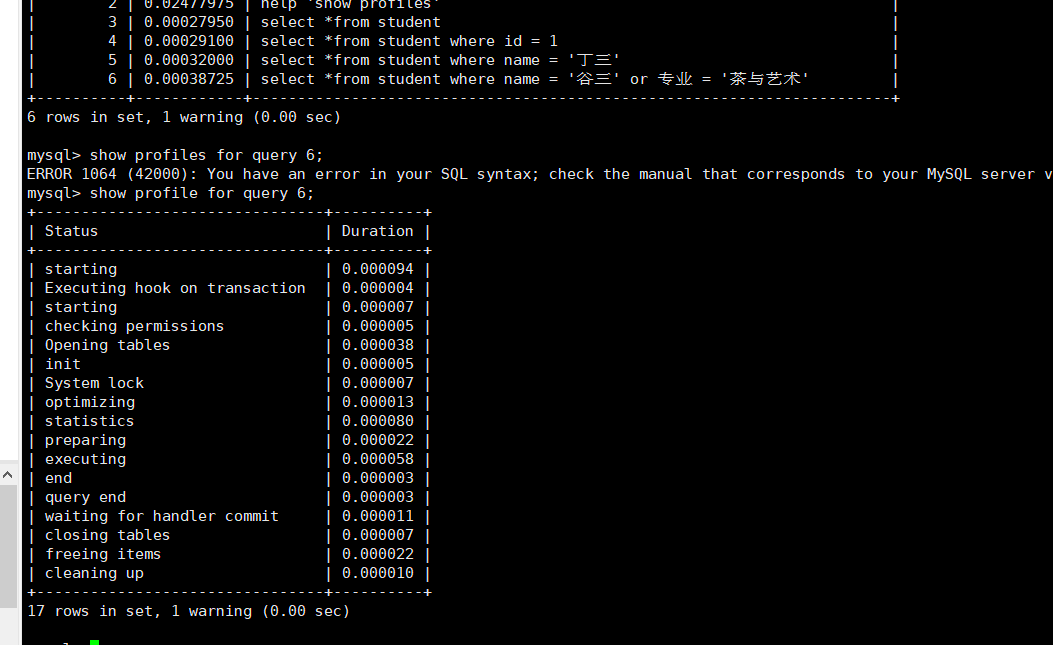 |        2 | 0.02477975 | help 'show profiles'                                                  |
|        3 | 0.00027950 | select *from student                                                  |
|        4 | 0.00029100 | select *from student where id = 1                                     |
|        5 | 0.00032000 | select *from student where name = '丁三'                              |
|        6 | 0.00038725 | select *from student where name = '谷三' or 专业 = '茶与艺术'         |
+----------+------------+-----------------------------------------------------------------------+
6 rows in set, 1 warning (0.00 sec)
mysql> show profiles for query 6;
ERROR 1064 (42000): You have an error in your SQL syntax; check the manual that corresponds to your MySQL server v
mysql> show profile for query 6;
+--------------------------------+----------+
| Status                         | Duration |
+--------------------------------+----------+
| starting                       | 0.000094 |
| Executing hook on transaction  | 0.000004 |
| starting                       | 0.000007 |
| checking permissions           | 0.000005 |
| Opening tables                 | 0.000038 |
| init                           | 0.000005 |
| System lock                    | 0.000007 |
| optimizing                     | 0.000013 |
| statistics                     | 0.000080 |
| preparing                      | 0.000022 |
| executing                      | 0.000058 |
| end                            | 0.000003 |
| query end                      | 0.000003 |
| waiting for handler commit     | 0.000011 |
| closing tables                 | 0.000007 |
| freeing items                  | 0.000022 |
| cleaning up                    | 0.000010 |
+--------------------------------+----------+
17 rows in set, 1 warning (0.00 sec)